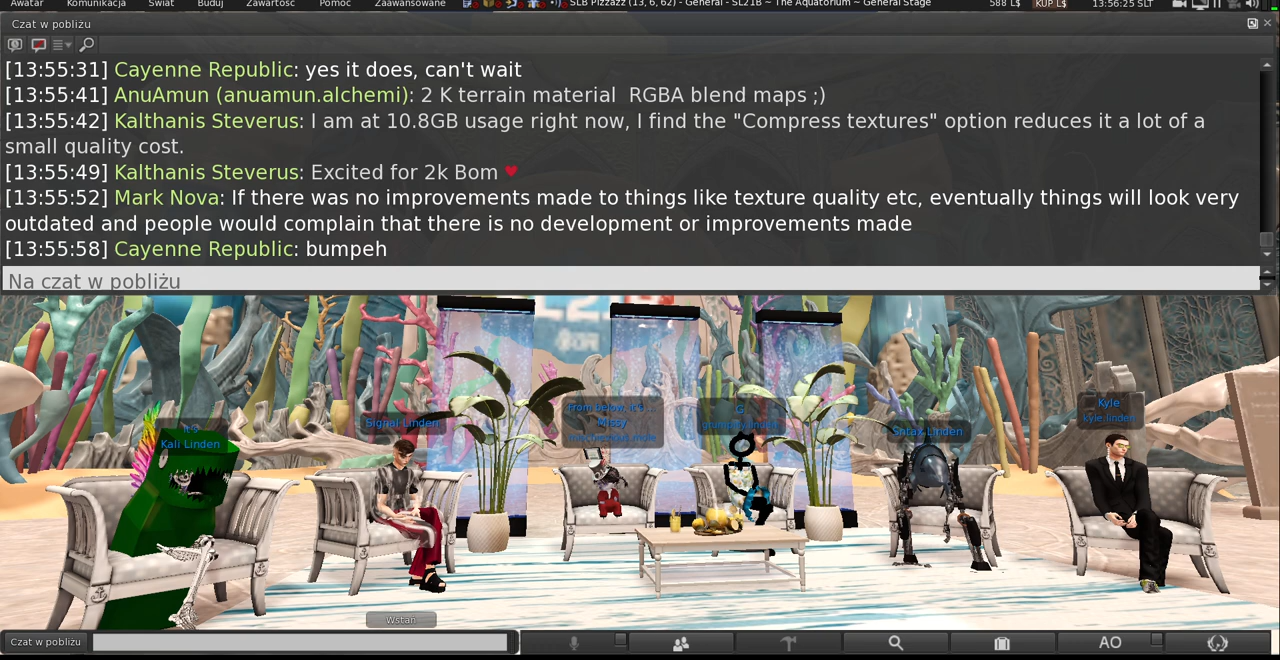 Awatar Komunikacja Świat Buduj Zawartość Pomoc Zaawansowane SLB Pizzazz (13, 6, 62) - General - SL21B ~ The Aquatorium ~ General Stage 588 L$ KUP L$ 13:56:25 SLT
Czat w pobliżu
[13:55:31] Cayenne Republic: yes it does, can't wait
[13:55:41] AnuAmun (anuamun.alchemi): 2 K terrain material  RGBA blend maps ;)
[13:55:42] Kalthanis Steverus: I am at 10.8GB usage right now, I find the "Compress textures" option reduces it a lot of a
small quality cost.
[13:55:49] Kalthanis Steverus: Excited for 2k Bom ♥
[13:55:52] Mark Nova: If there was no improvements made to things like texture quality etc, eventually things will look very
outdated and people would complain that there is no development or improvements made
[13:55:58] Cayenne Republic: bumpeh
Na czat w pobliżu
It's
Kali Linden
Signal Linden
From below, it's ...
Missy
G
Sntax Linden
Kyle
kyle.linden
Wstań
Czat w pobliżu
AO